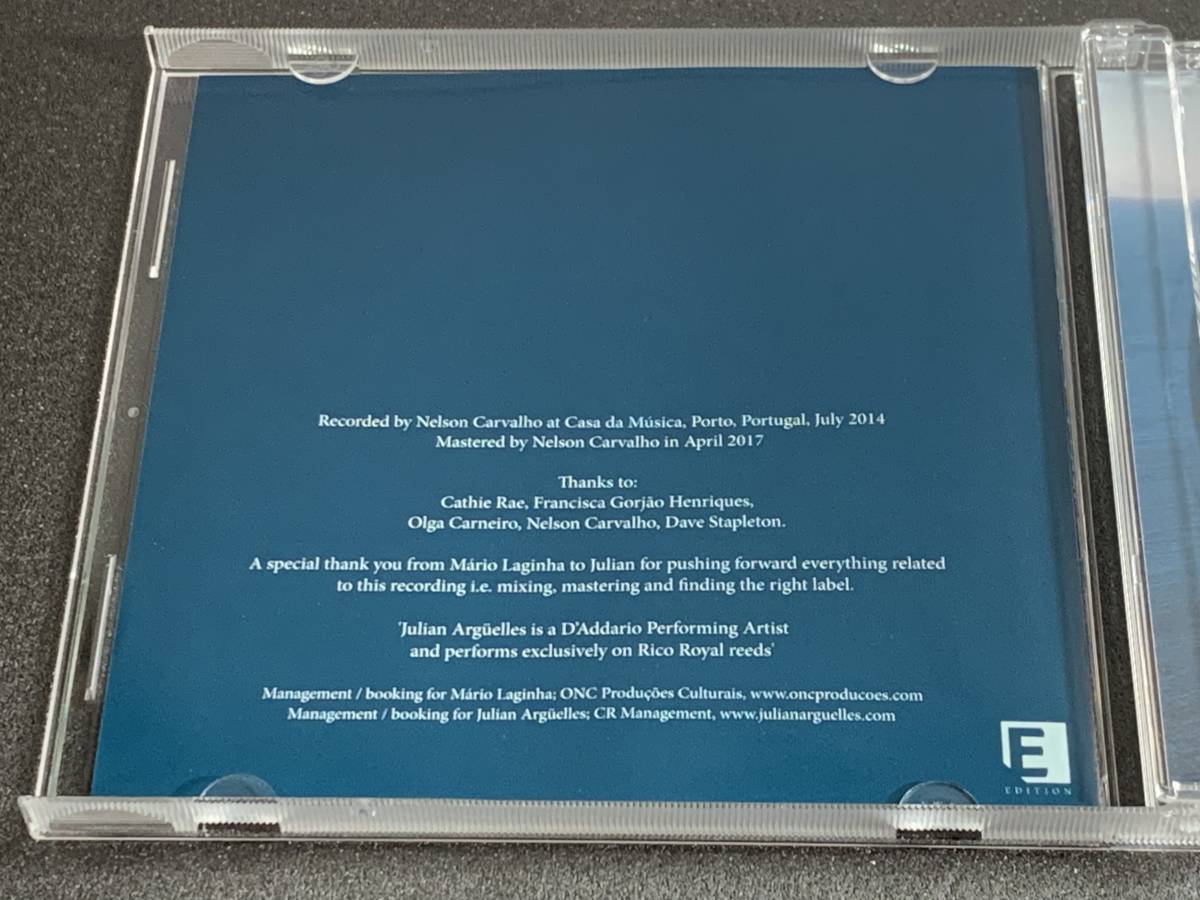 Recorded by Nelson Carvalho at Casa da Música, Porto, Portugal, July 2014
Mastered by Nelson Carvalho in April 2017
Thanks to:
Cathie Rae, Francisca Gorjão Henriques,
Olga Carneiro, Nelson Carvalho, Dave Stapleton.
A special thank you from Mário Laginha to Julian for pushing forward everything related
to this recording i.e. mixing, mastering and finding the right label.
'Julian Argüelles is a D'Addario Performing Artist
and performs exclusively on Rico Royal reeds'
Management / booking for Mário Laginha; ONC Produções Culturais, www.oncproducoes.com
Management / booking for Julian Argüelles; CR Management, www.julianarguelles.com
E
EDITION